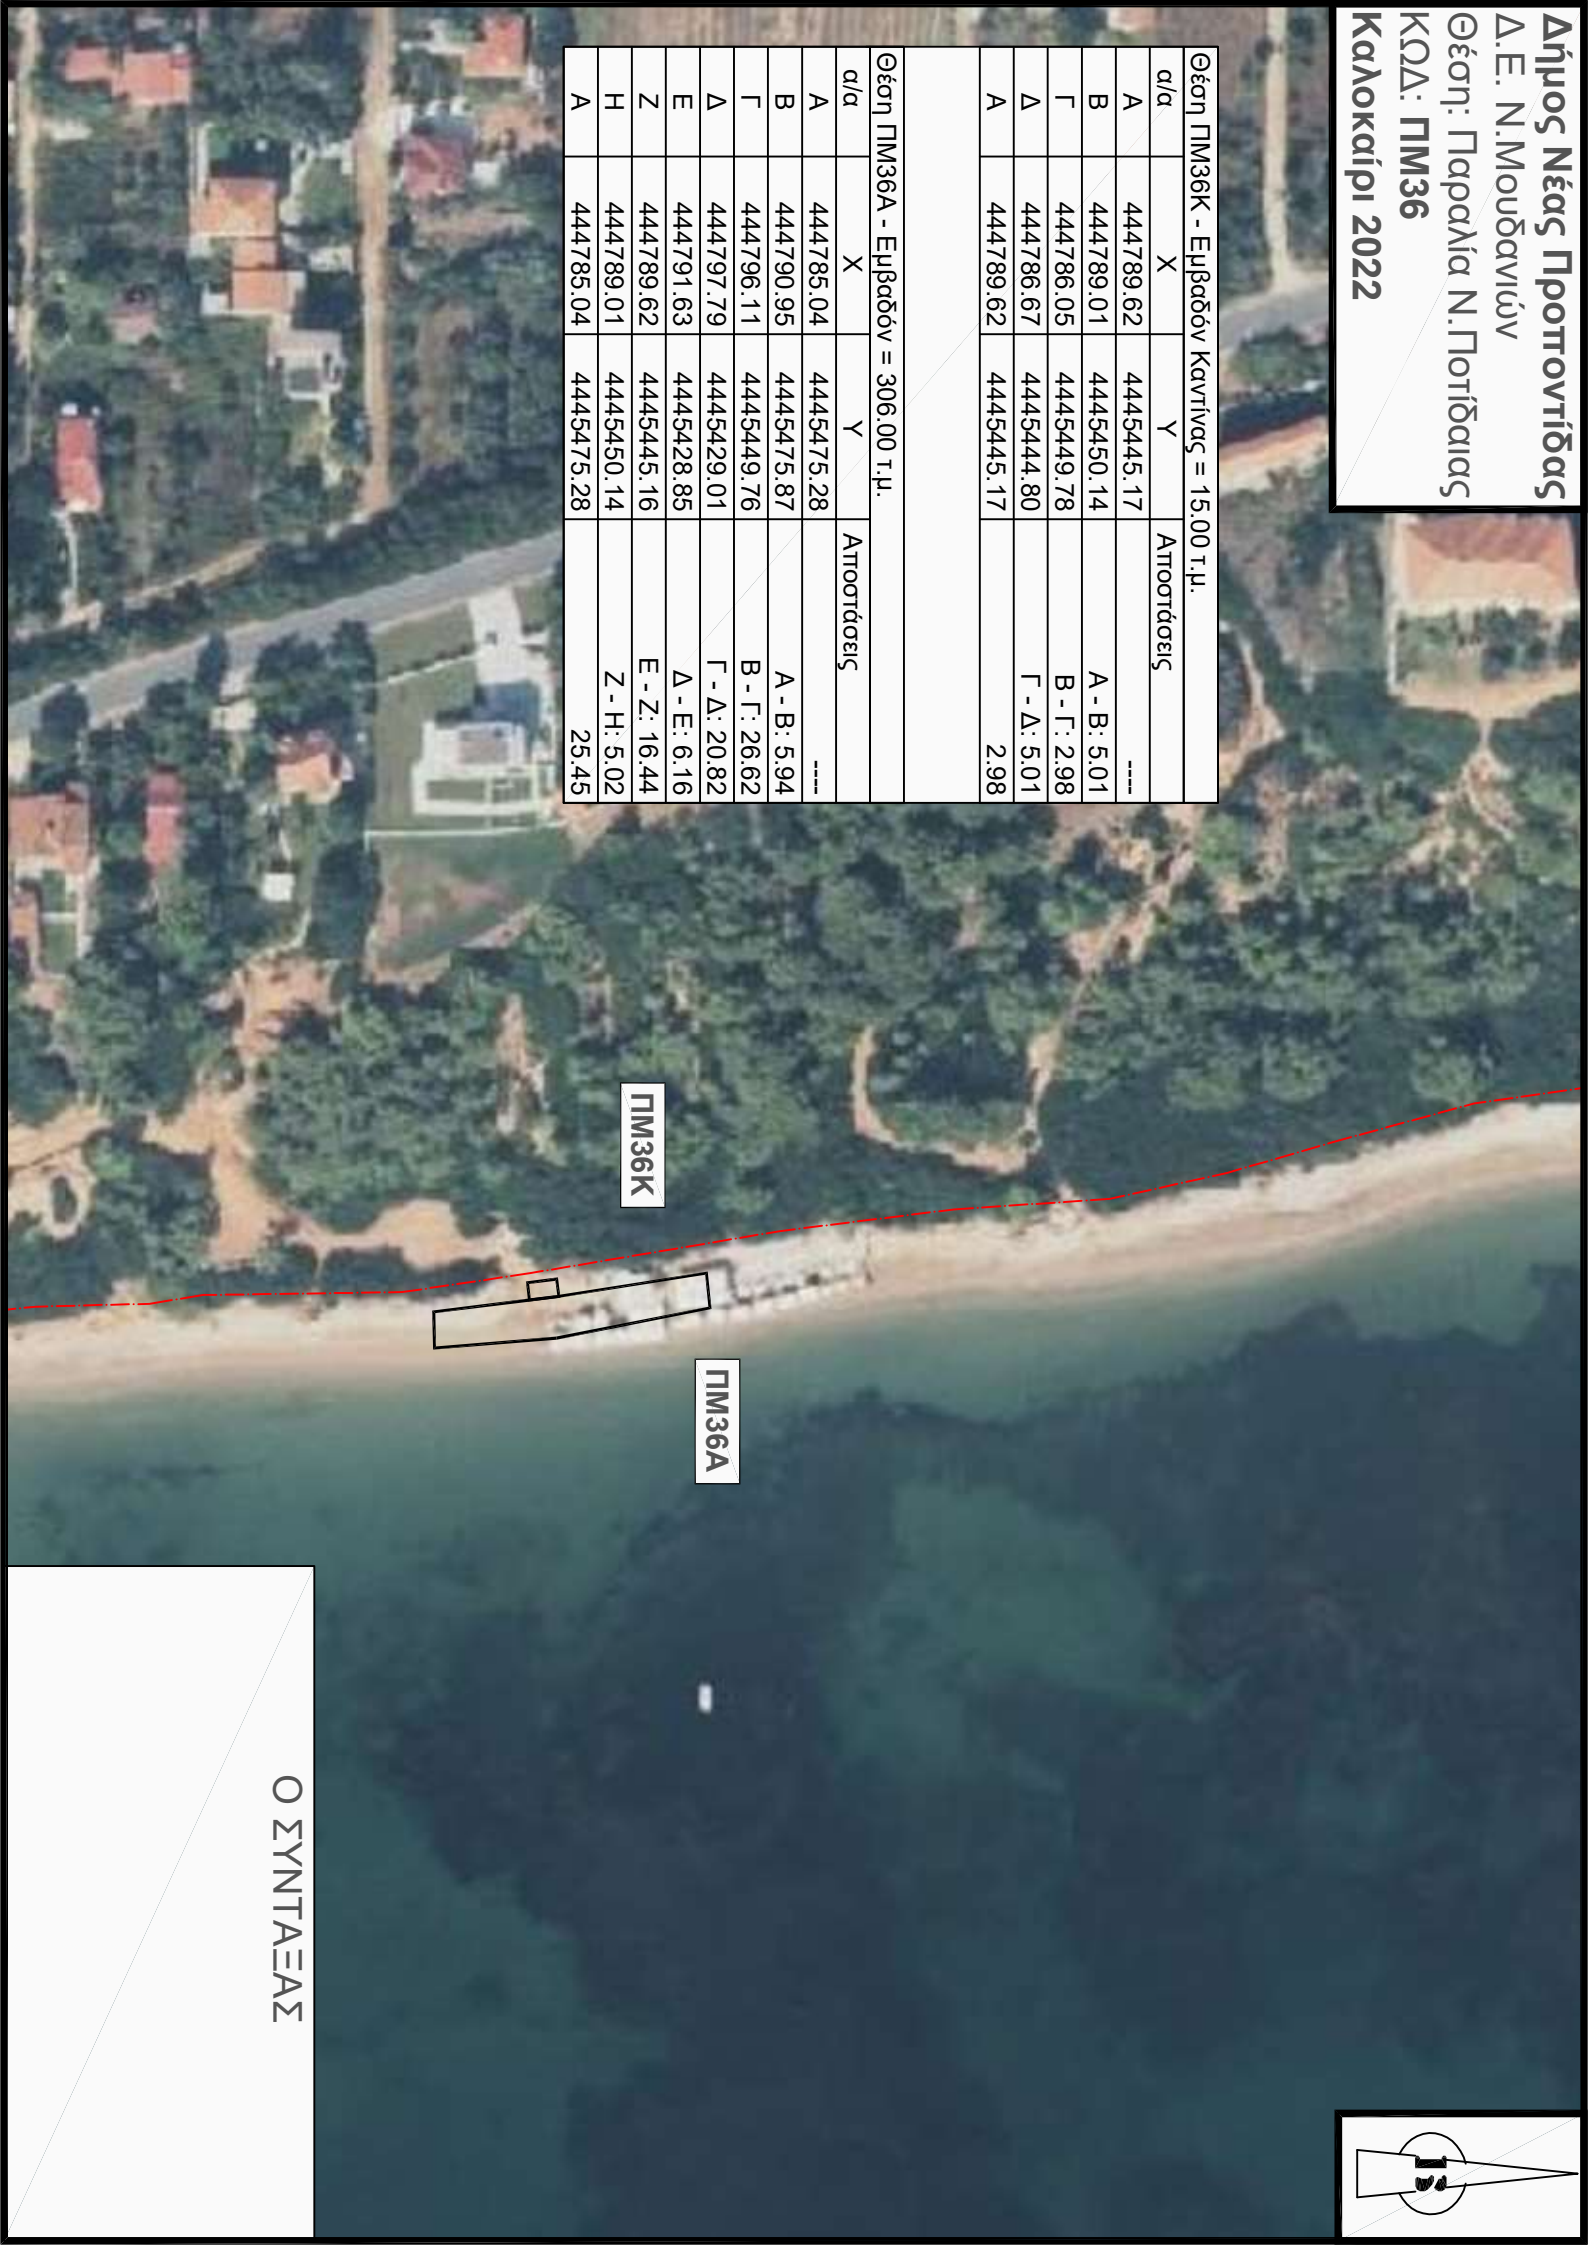 Δήμος Νέας Προποντίδας
Δ.Ε. Ν.Μουδανιών
Θέση: Παραλία Ν.Ποτίδαιας
ΚΩΔ: ΠΜ36
Καλοκαίρι 2022
Θέση ΠΜ36Κ - Εμβαδόν Καντίνας = 15.00 τ.μ.
α/α X Y Αποστάσεις
Α 444789.62 4445445.17 ----
Β 444789.01 4445450.14 Α - Β: 5.01
Γ 444786.05 4445449.78 Β - Γ: 2.98
Δ 444786.67 4445444.80 Γ - Δ: 5.01
Α 444789.62 4445445.17 2.98
Θέση ΠΜ36Α - Εμβαδόν = 306.00 τ.μ.
α/α X Y Αποστάσεις
Α 444785.04 4445475.28 ----
Β 444790.95 4445475.87 Α - Β: 5.94
Γ 444796.11 4445449.76 Β - Γ: 26.62
Δ 444797.79 4445429.01 Γ - Δ: 20.82
Ε 444791.63 4445428.85 Δ - Ε: 6.16
Ζ 444789.62 4445445.16 Ε - Ζ: 16.44
Η 444789.01 4445450.14 Ζ - Η: 5.02
Α 444785.04 4445475.28 25.45
ΠΜ36Κ
ΠΜ36Α
Ο ΣΥΝΤΑΞΑΣ